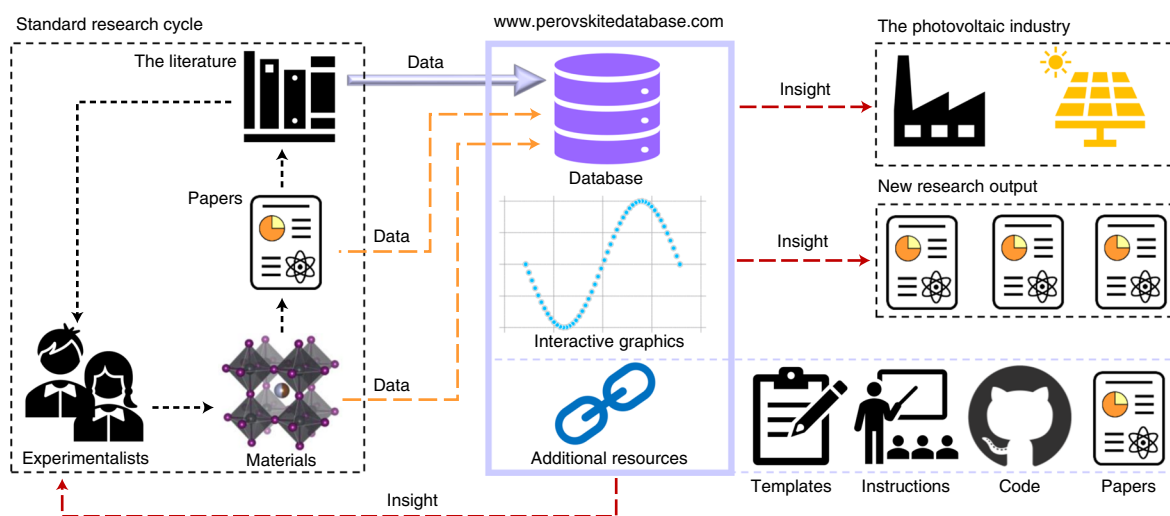 Standard research cycle
The literature
Papers
Experimentalists
Materials
Data
Data
Data
www.perovskitedatabase.com
Database
Interactive graphics
Additional resources
Insight
Insight
Insight
The photovoltaic industry
New research output
Templates
Instructions
Code
Papers